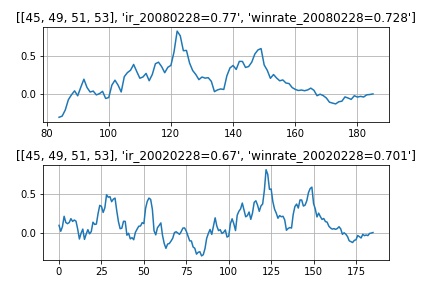 [[45, 49, 51, 53], 'ir_20080228=0.77', 'winrate_20080228=0.728']
0.5
0.0
80 100 120 140 160 180
[[45, 49, 51, 53], 'ir_20020228=0.67', 'winrate_20020228=0.701']
0.5
0.0
0 25 50 75 100 125 150 175